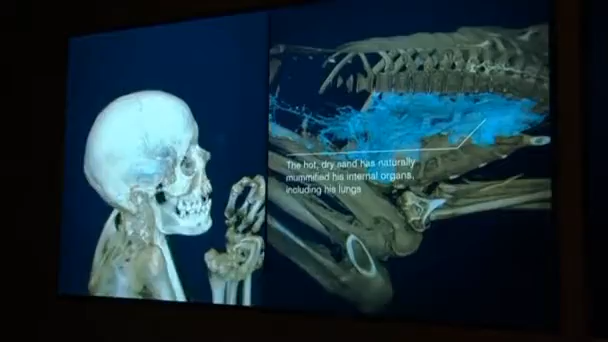 The hot, dry sand has naturally
mummified his internal organs,
including his lungs